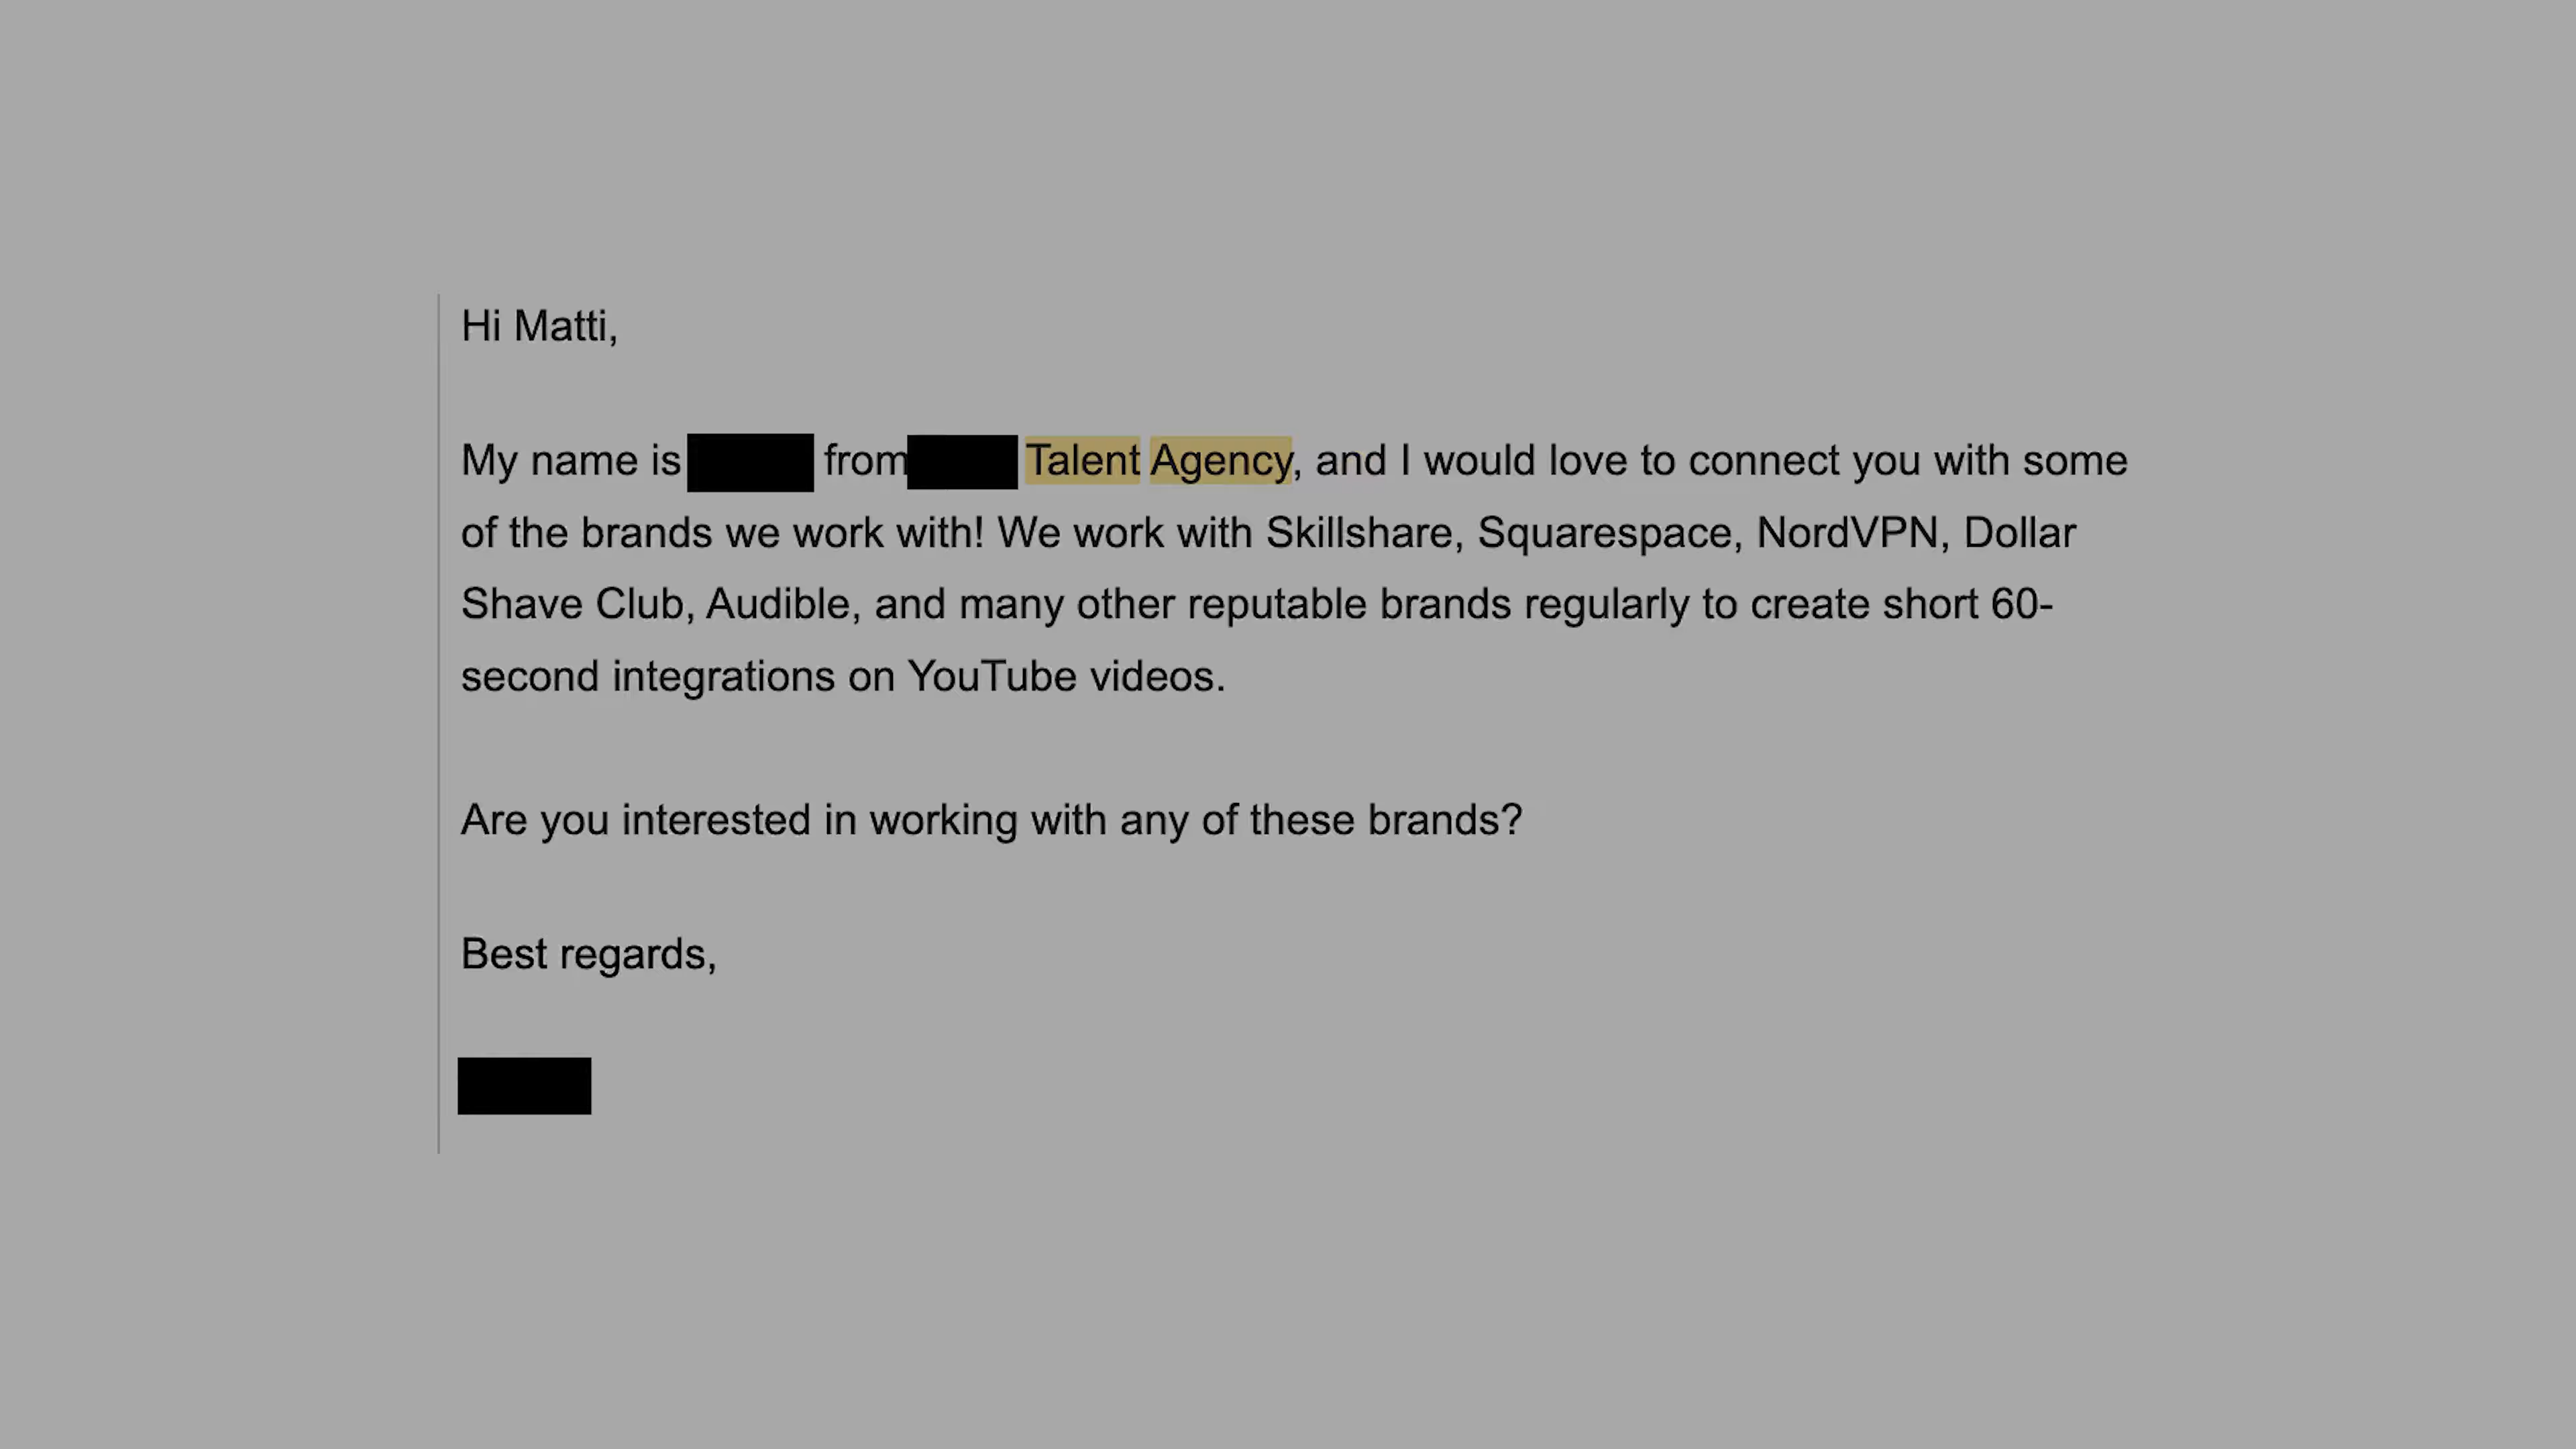 Hi Matti,
My name is from Talent Agency, and I would love to connect you with some
of the brands we work with! We work with Skillshare, Squarespace, NordVPN, Dollar
Shave Club, Audible, and many other reputable brands regularly to create short 60-
second integrations on YouTube videos.
Are you interested in working with any of these brands?
Best regards,